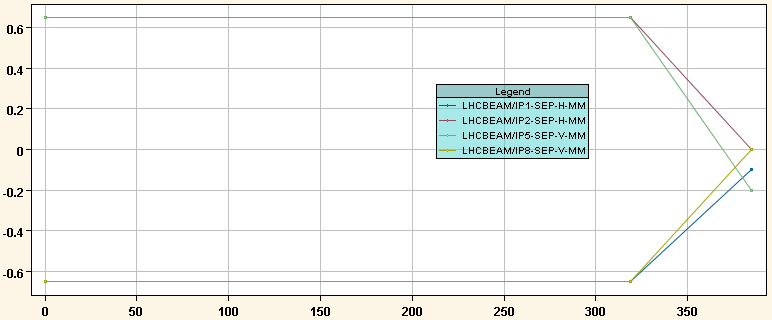 0.6
0.4
0.2
0
-0.2
-0.4
-0.6
Legend
LHCBEAM/IP1-SEP-H-MM
LHCBEAM/IP2-SEP-H-MM
LHCBEAM/IP5-SEP-V-MM
LHCBEAM/IP8-SEP-V-MM
0 50 100 150 200 250 300 350